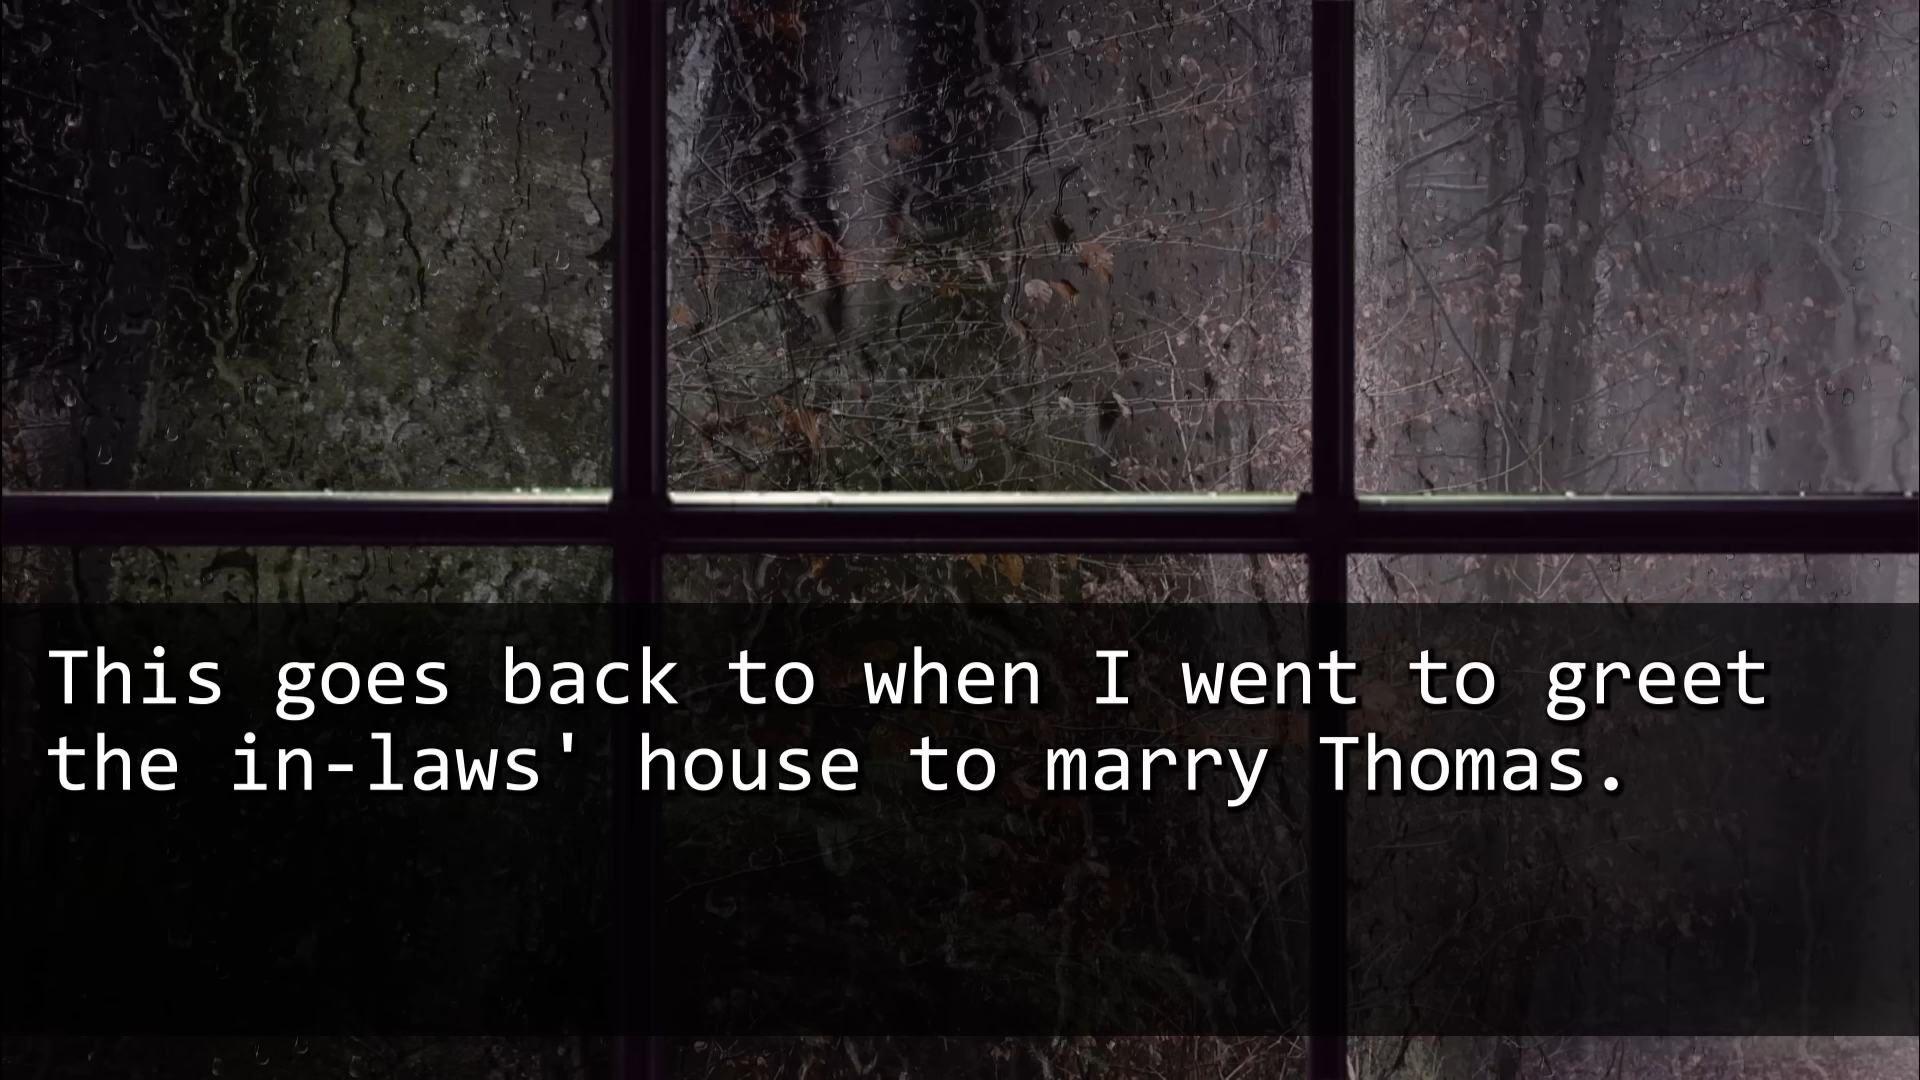 This goes back to when I went to greet
the in-laws' house to marry Thomas.